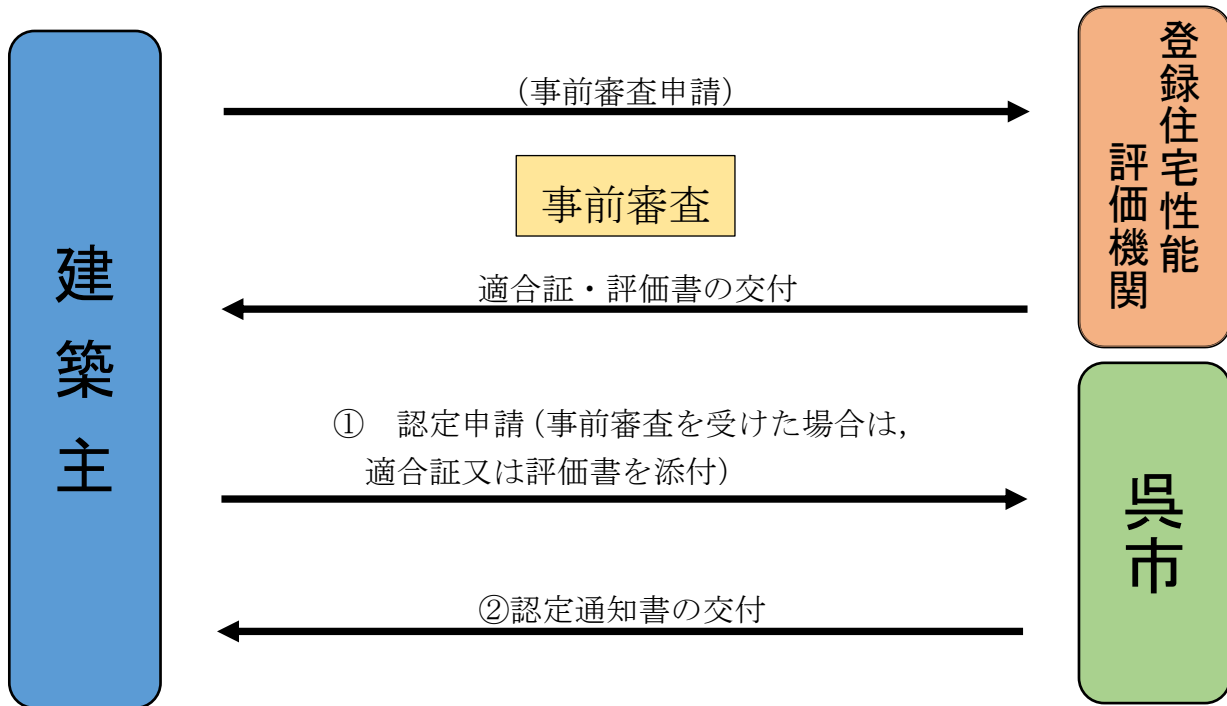 建築主
(事前審査申請)
登録住宅性能
評価機関
事前審査
適合証・評価書の交付
① 認定申請(事前審査を受けた場合は,
適合証又は評価書を添付)
呉市
②認定通知書の交付